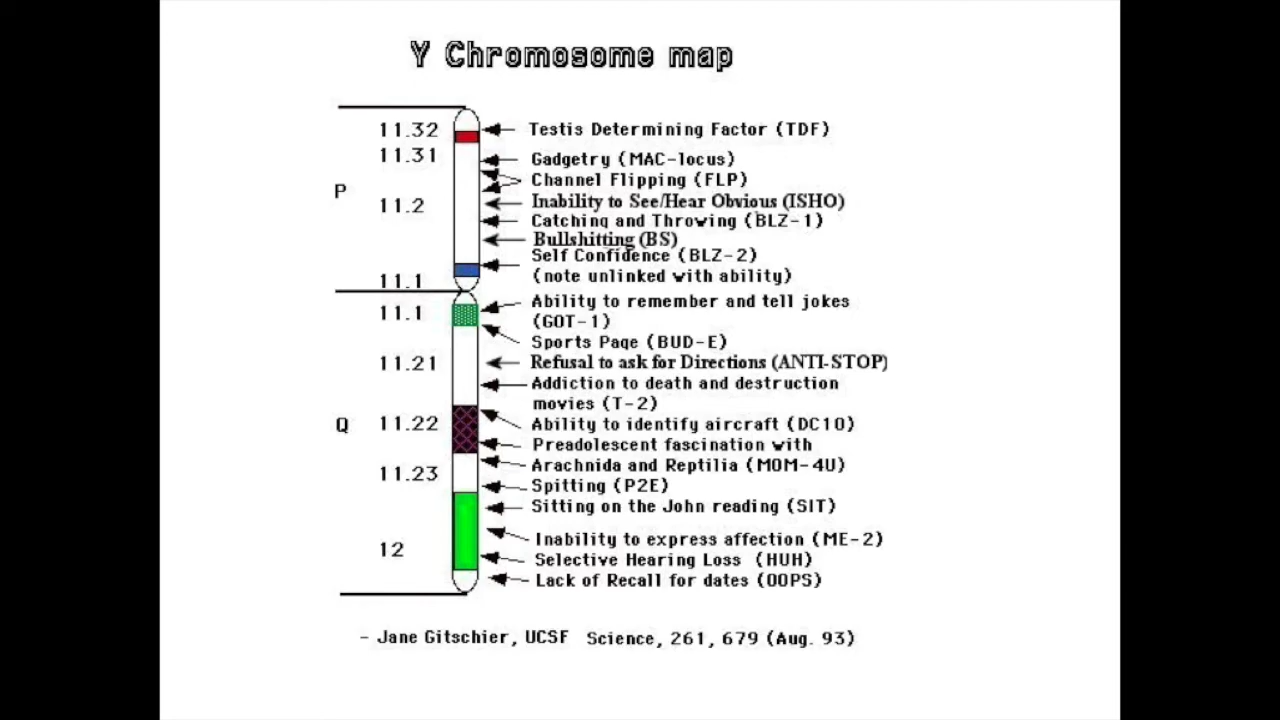 Y Chromosome map
11.32
Testis Determining Factor (TDF)
11.31
Gadgetry (MAC-locus)
Channel Flipping (FLP)
P
11.2
Inability to See/Hear Obvious (ISHO)
Catching and Throwing (BLZ-1)
Bullshitting (BS)
Self Confidence (BLZ-2)
(note unlinked with ability)
11.1
11.1
Ability to remember and tell jokes
(GOT-1)
Sports Page (BUD-E)
11.21
Refusal to ask for Directions (ANTI-STOP)
Addiction to death and destruction
movies (T-2)
Q
11.22
Ability to identify aircraft (DC10)
Preadolescent fascination with
Arachnida and Reptilia (MOM-4U)
11.23
Spitting (P2E)
Sitting on the John reading (SIT)
12
Inability to express affection (ME-2)
Selective Hearing Loss (HUH)
Lack of Recall for dates (OOPS)
- Jane Gitschier, UCSF Science, 261, 679 (Aug. 93)